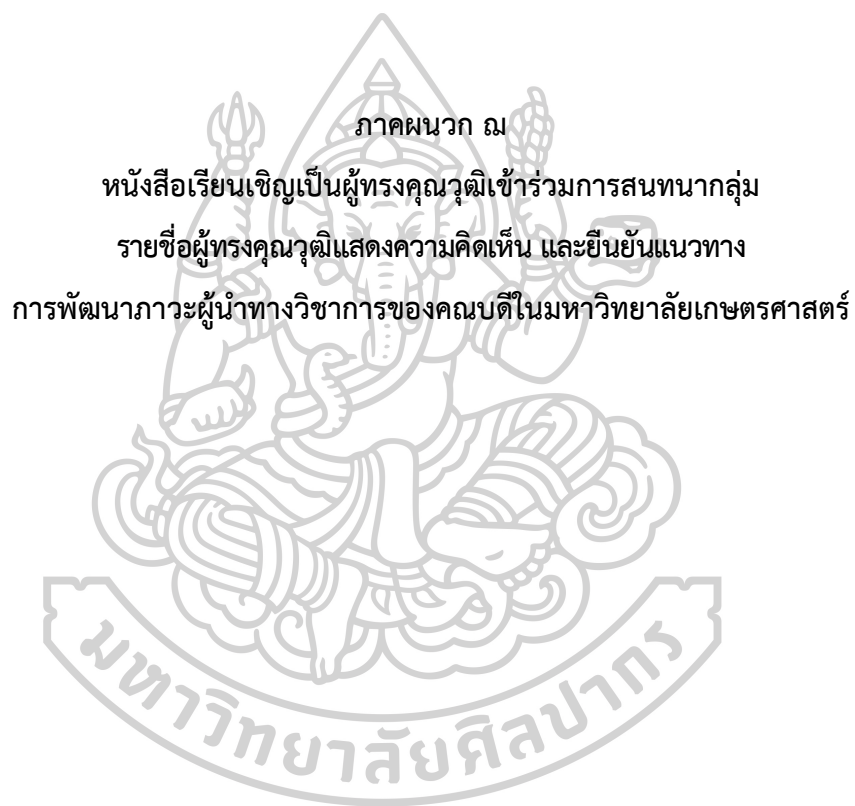 ภาคผนวก ฌ
หนังสือเรียนเชิญเป็นผู้ทรงคุณวุฒิเข้าร่วมการสนทนากลุ่ม
รายชื่อผู้ทรงคุณวุฒิแสดงความคิดเห็น และยืนยันแนวทาง
การพัฒนาภาวะผู้นำทางวิชาการของคณบดีในมหาวิทยาลัยเกษตรศาสตร์
มหาวิทยาลัยศิลปากร